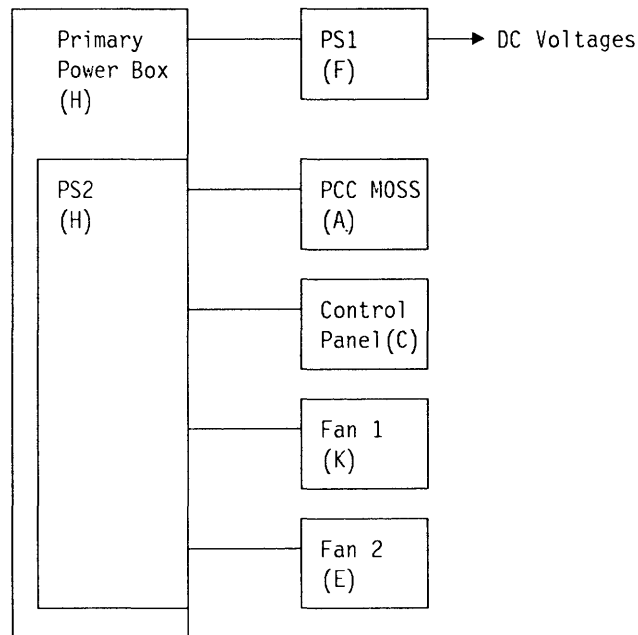 Primary
Power Box
(H)
PS1
(F)
DC Voltages
PS2
(H)
PCC MOSS
(A)
Control
Panel(C)
Fan 1
(K)
Fan 2
(E)